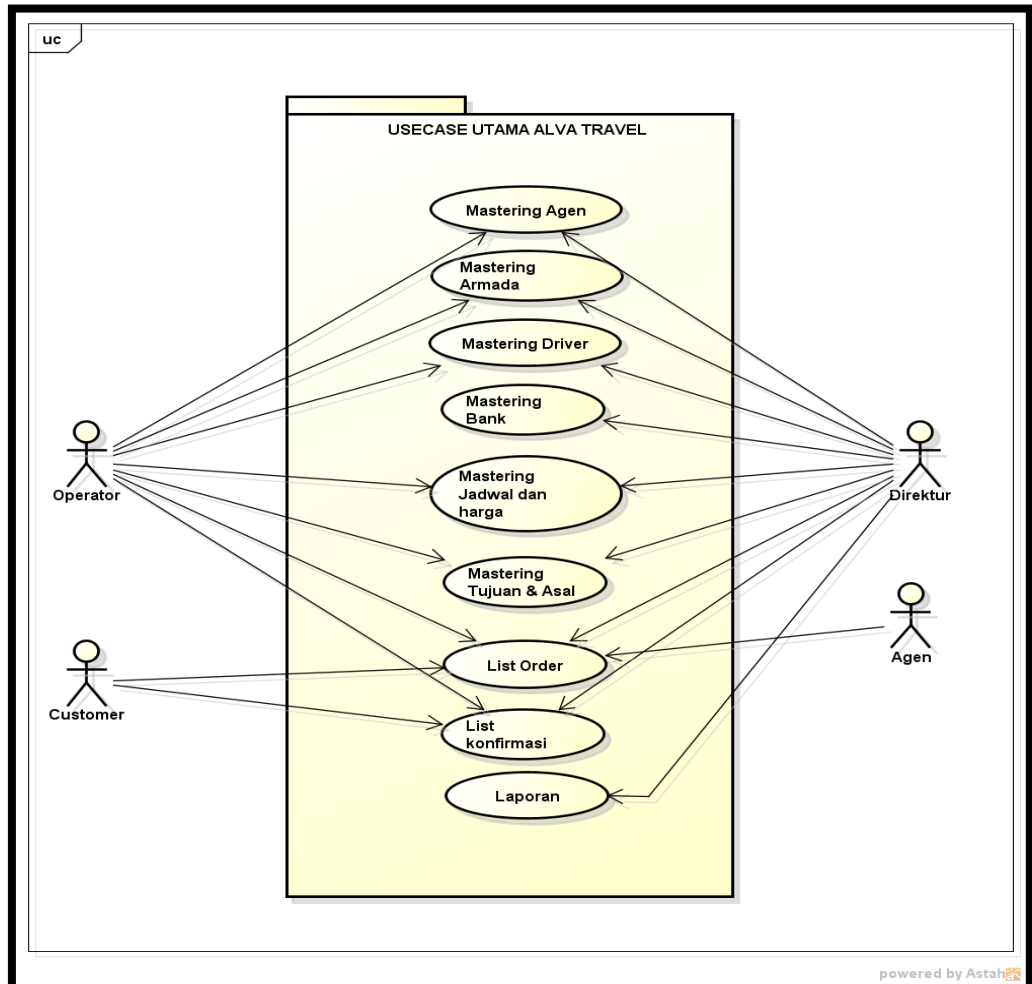 uc
USECASE UTAMA ALVA TRAVEL
Mastering Agen
Mastering
Armada
Mastering Driver
Mastering
Bank
Mastering
Jadwal dan
harga
Mastering
Tujuan & Asal
List Order
List
konfirmasi
Laporan
Operator
Customer
Direktur
Agen
powered by Astah